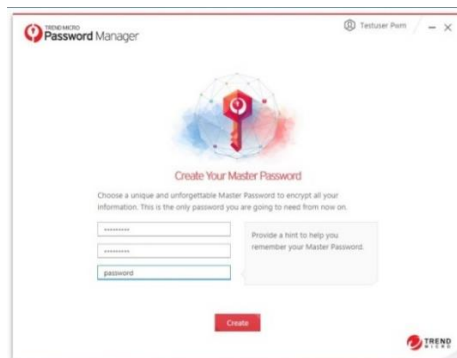 TREND MICRO
Password Manager
Testuser Pwm
Create Your Master Password
Choose a unique and unforgettable Master Password to encrypt all your
information. This is the only password you are going to need from now on.
•••••••••
•••••••••
password
Provide a hint to help you
remember your Master Password.
Create
TREND
MICRO